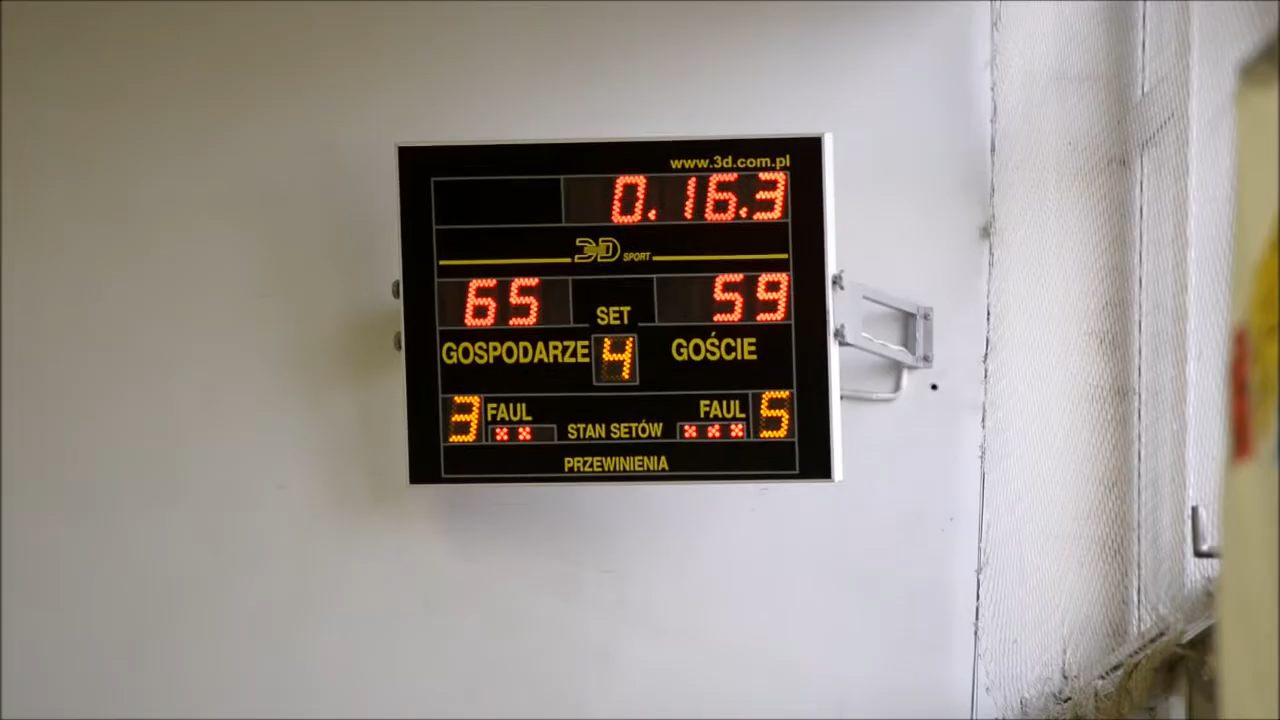 www.3d.com.pl
0.16.3
3D SPORT
65 59
SET
GOSPODARZE 4 GOŚCIE
3 FAUL FAUL 5
STAN SETÓW
PRZEWINIENIA